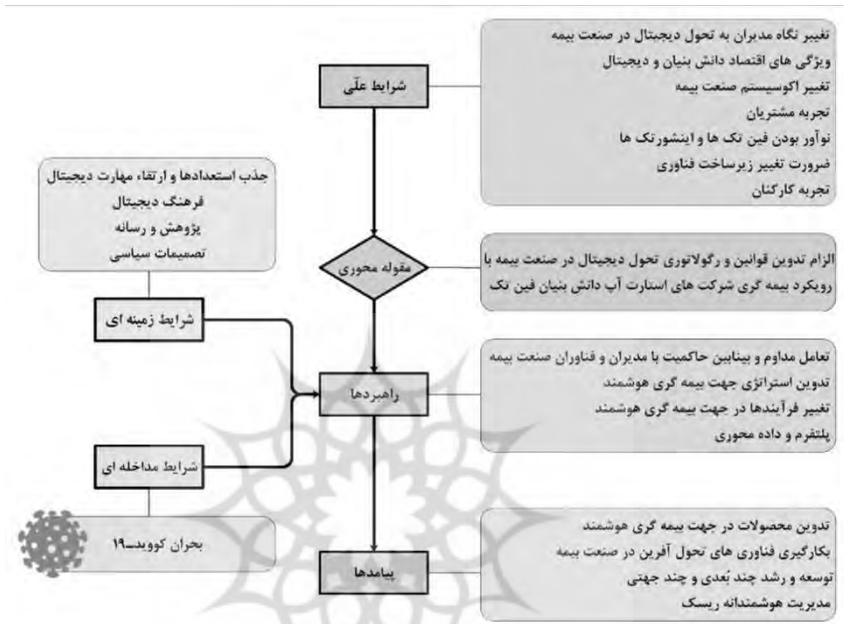 شرایط علّی
تغییر نگاه مدیران به تحول دیجیتال در صنعت بیمه
ویژگی های اقتصاد دانش بنیان و دیجیتال
تغییر اکوسیستم صنعت بیمه
تجربه مشتریان
نوآور بودن فین تک ها و اینشورتک ها
ضرورت تغییر زیرساخت فناوری
تجربه کارکنان
جذب استعدادها و ارتقاء مهارت دیجیتال
فرهنگ دیجیتال
پژوهش و رسانه
تصمیمات سیاسی
شرایط زمینه ای
مقوله محوری
الزام تدوین قوانین و رگولاتوری تحول دیجیتال در صنعت بیمه با
رویکرد بیمه گری شرکت های استارت آپ دانش بنیان فین تک
راهبردها
تعامل مداوم و بینابین حاکمیت با مدیران و فناوران صنعت بیمه
تدوین استراتژی جهت بیمه گری هوشمند
تغییر فرآیندها در جهت بیمه گری هوشمند
پلتفرم و داده محوری
شرایط مداخله ای
بحران کووید-۱۹
پیامدها
تدوین محصولات در جهت بیمه گری هوشمند
بکارگیری فناوری های تحول آفرین در صنعت بیمه
توسعه و رشد چند بُعدی و چند جهتی
مدیریت هوشمندانه ریسک